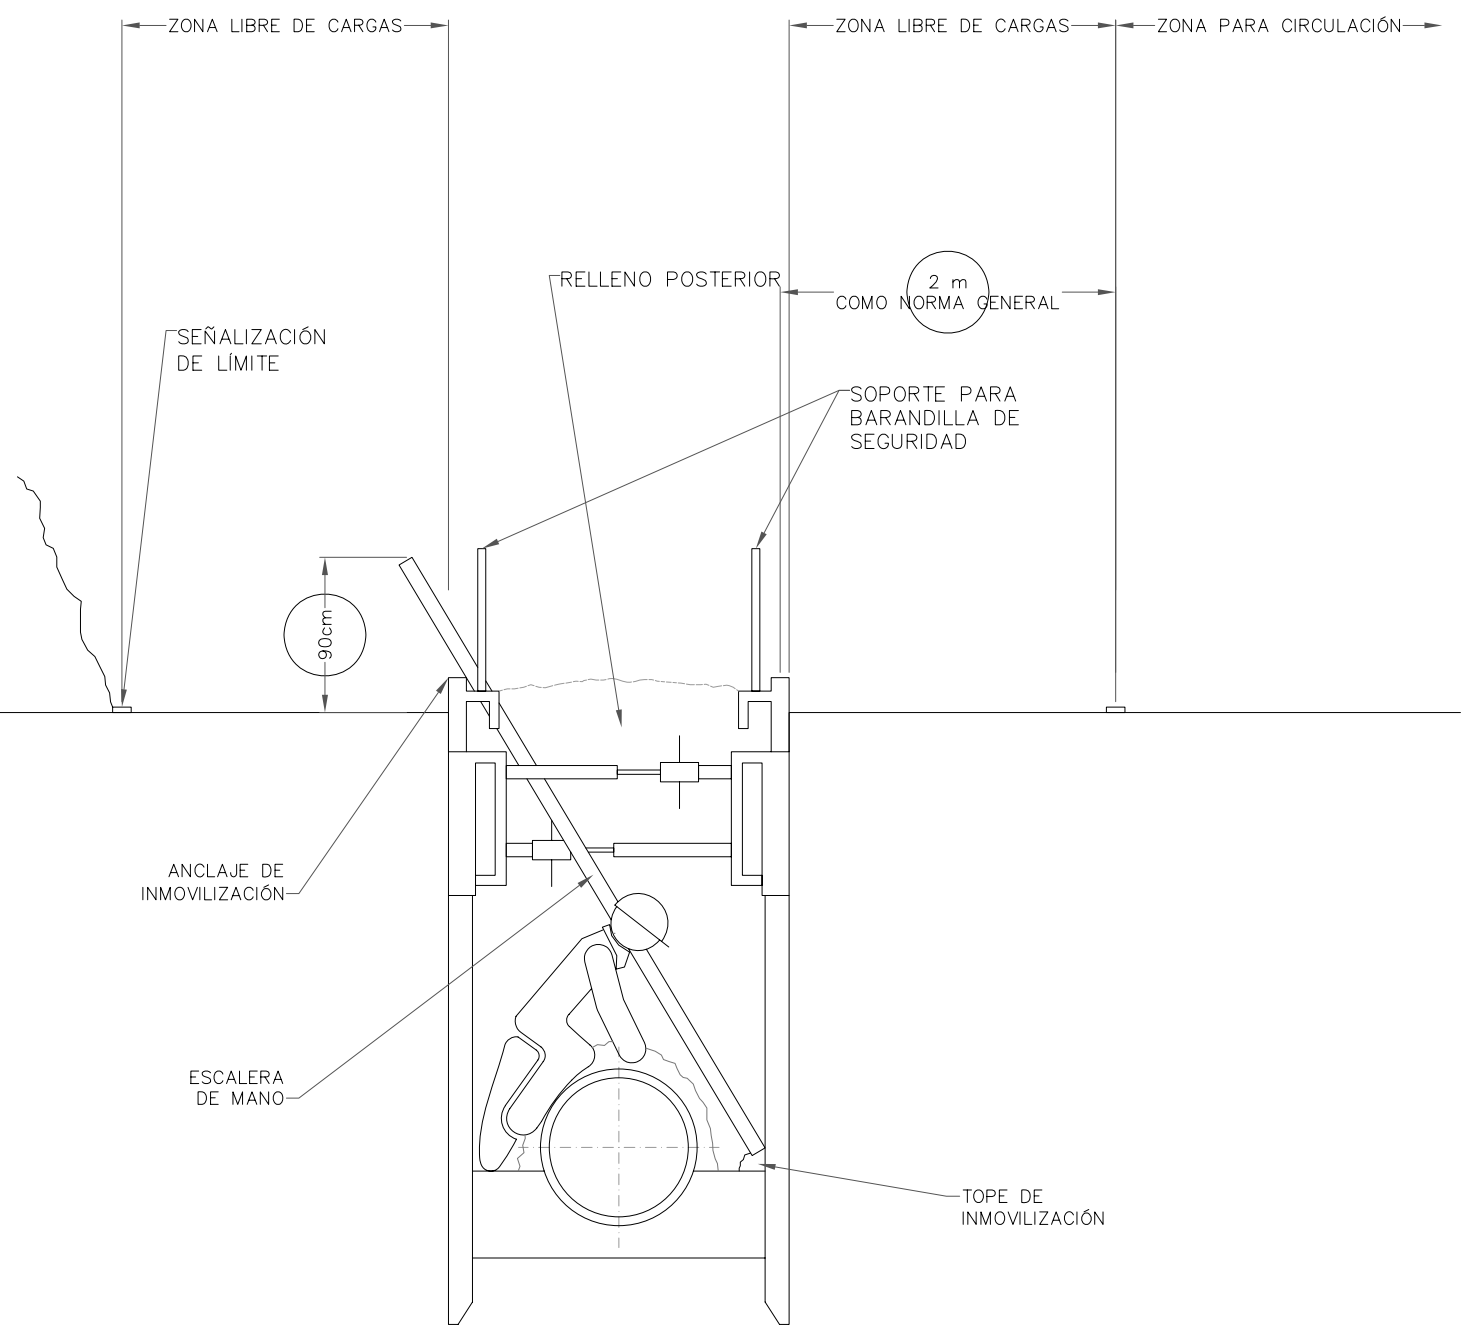 ZONA LIBRE DE CARGAS
ZONA LIBRE DE CARGAS
ZONA PARA CIRCULACIÓN
RELLENO POSTERIOR
2 m
COMO NORMA GENERAL
SEÑALIZACIÓN
DE LÍMITE
SOPORTE PARA
BARANDILLA DE
SEGURIDAD
90cm
ANCLAJE DE
INMOVILIZACIÓN
ESCALERA
DE MANO
TOPE DE
INMOVILIZACIÓN